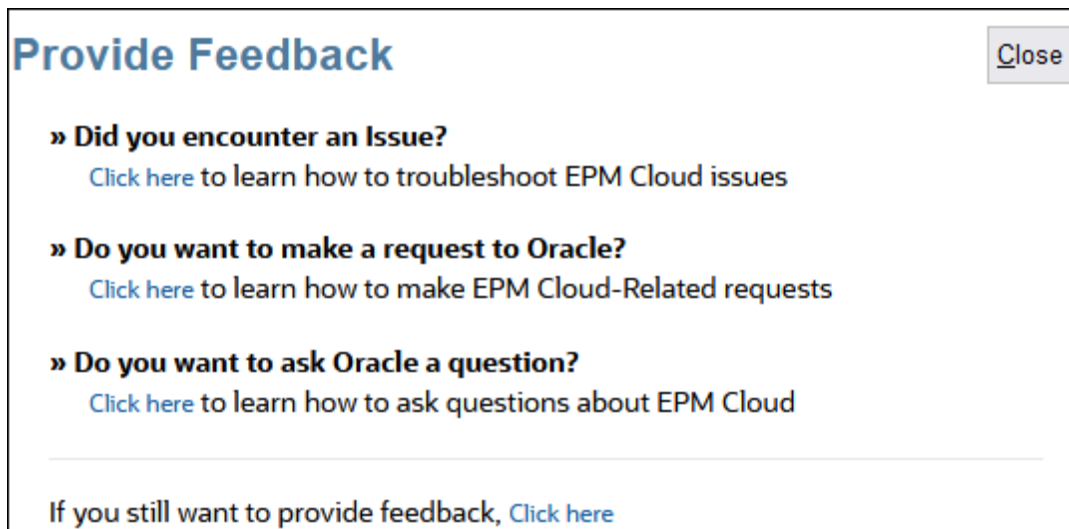 Provide Feedback
Close
» Did you encounter an Issue?
Click here to learn how to troubleshoot EPM Cloud issues
» Do you want to make a request to Oracle?
Click here to learn how to make EPM Cloud-Related requests
» Do you want to ask Oracle a question?
Click here to learn how to ask questions about EPM Cloud
If you still want to provide feedback, Click here